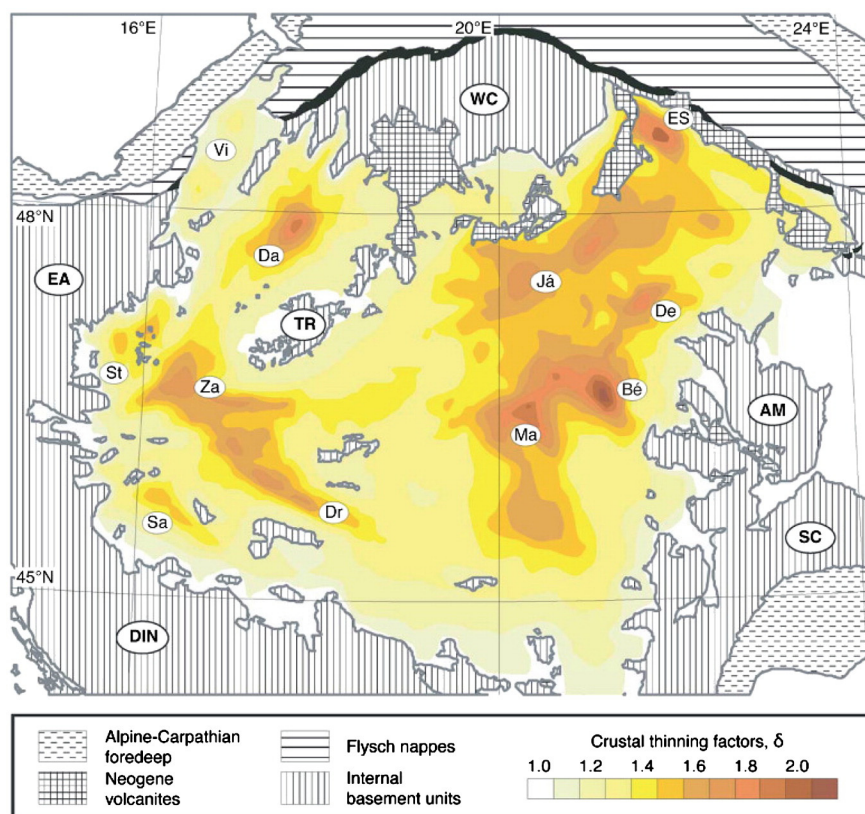 16°E
20°E
24°E
WC
ES
Vi
48°N
Da
EA
Já
TR
De
St
Za
Bé
AM
Ma
Sa
Dr
SC
45°N
DIN
Alpine-Carpathian
foredeep
Flysch nappes
Neogene
volcanites
Internal
basement units
Crustal thinning factors, δ
1.0 1.2 1.4 1.6 1.8 2.0